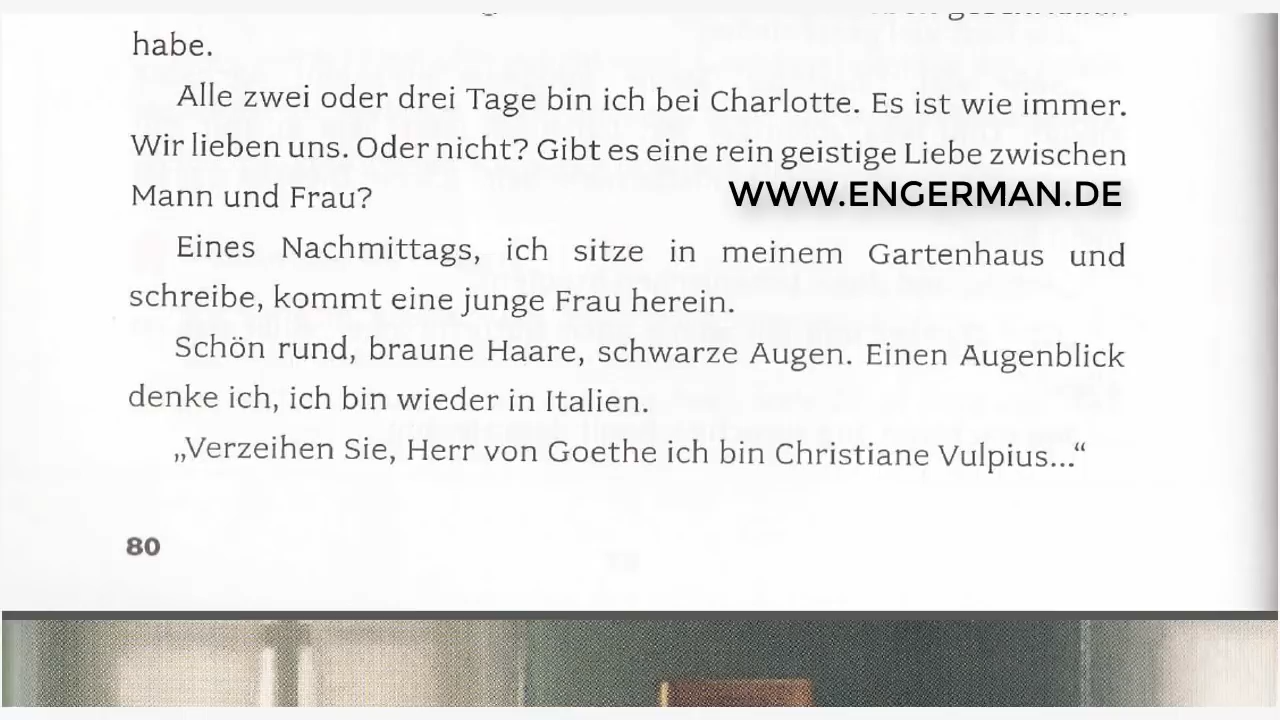 habe.
Alle zwei oder drei Tage bin ich bei Charlotte. Es ist wie immer.
Wir lieben uns. Oder nicht? Gibt es eine rein geistige Liebe zwischen
Mann und Frau?
WWW.ENGERMAN.DE
Eines Nachmittags, ich sitze in meinem Gartenhaus und
schreibe, kommt eine junge Frau herein.
Schön rund, braune Haare, schwarze Augen. Einen Augenblick
denke ich, ich bin wieder in Italien.
„Verzeihen Sie, Herr von Goethe ich bin Christiane Vulpius...“
80